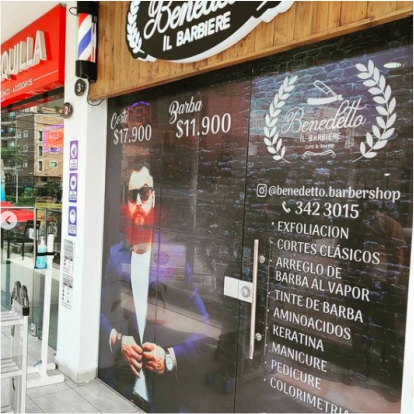 Benedetto
IL BARBIERE
QUILLA
Corte
$17.900
Barba
$11.900
Benedetto
IL BARBIERE
@benedetto.barbershop
342 3015
· EXFOLIACION
· CORTES CLÁSICOS
· ARREGLO DE
BARBA AL VAPOR
· TINTE DE BARBA
· AMINOACIDOS
· KERATINA
· MANICURE
· PEDICURE
· COLORIMETRIA